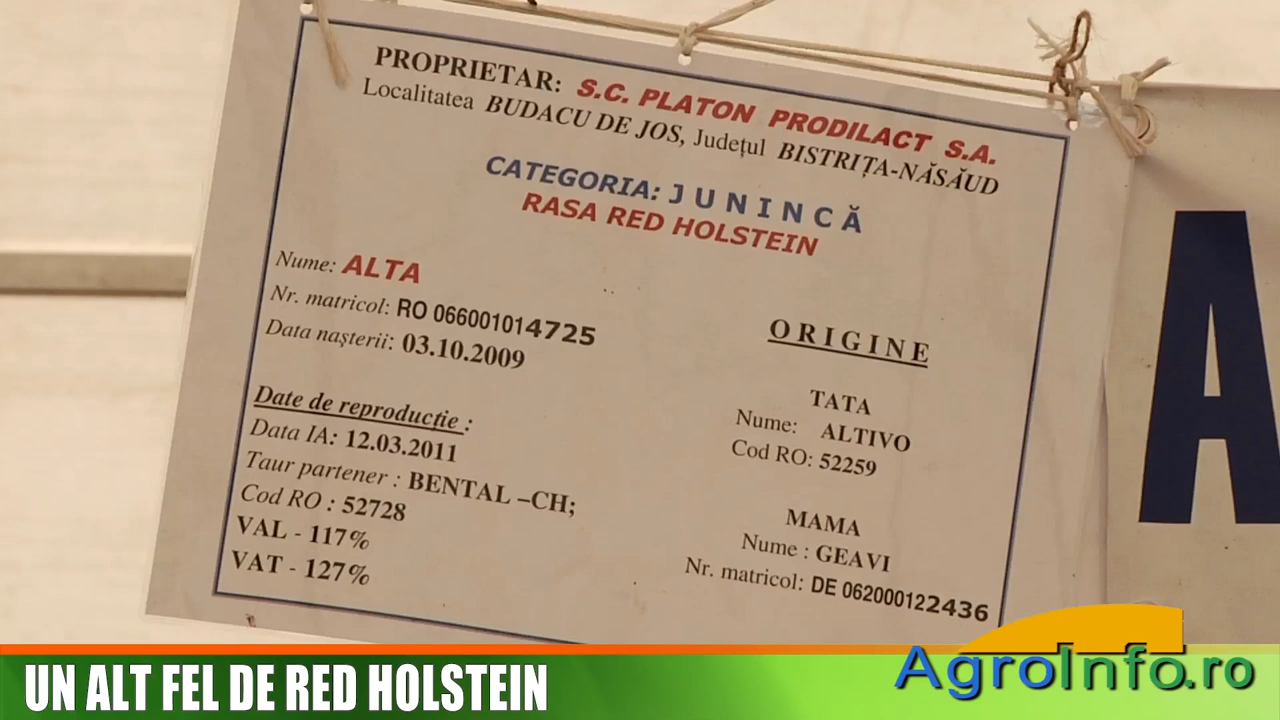 PROPRIETAR: S.C. PLATON PRODILACT S.A.
Localitatea BUDACU DE JOS, Județul BISTRIȚA-NĂSĂUD
CATEGORIA: J U N I N C Ă
RASA RED HOLSTEIN
Nume: ALTA
Nr. matricol: RO 066001014725
Data nașterii: 03.10.2009
Date de reproducție :
Data IA: 12.03.2011
Taur partener : BENTAL –CH;
Cod RO : 52728
VAL - 117%
VAT - 127%
O R I G I N E
TATA
Nume: ALTIVO
Cod RO: 52259
MAMA
Nume : GEAVI
Nr. matricol: DE 062000122436
A
UN ALT FEL DE RED HOLSTEIN
AgroInfo.ro